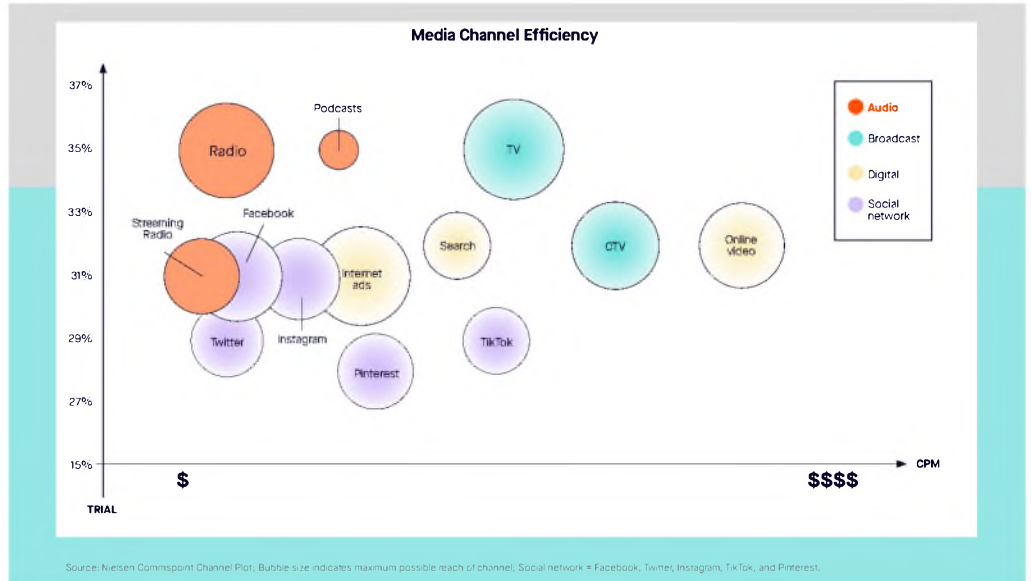 Media Channel Efficiency
37%
Podcasts
Audio
Radio
35%
TV
Broadcast
Digital
33%
Social
network
Streaming
Radio
Facebook
Search
CTV
Online
video
31%
Internet
ads
29%
Twitter
Instagram
TikTok
Pinterest
27%
15%
CPM
$
$$$$
TRIAL
Source: Nielsen Commspoint Channel Plot; Bubble size indicates maximum possible reach of channel; Social network = Facebook, Twitter, Instagram, TikTok, and Pinterest.